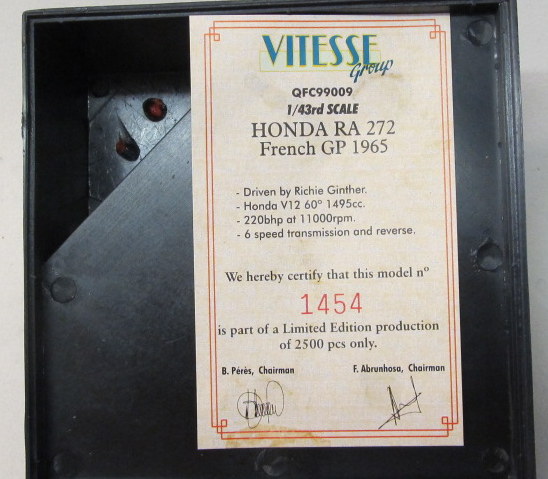 VITESSE
Group
QFC99009
1/43rd SCALE
HONDA RA 272
French GP 1965
- Driven by Richie Ginther.
- Honda V12 60º 1495cc.
- 220bhp at 11000rpm.
- 6 speed transmission and reverse.
We hereby certify that this model nº
1454
is part of a Limited Edition production
of 2500 pcs only.
B. Pérès, Chairman F. Abrunhosa, Chairman